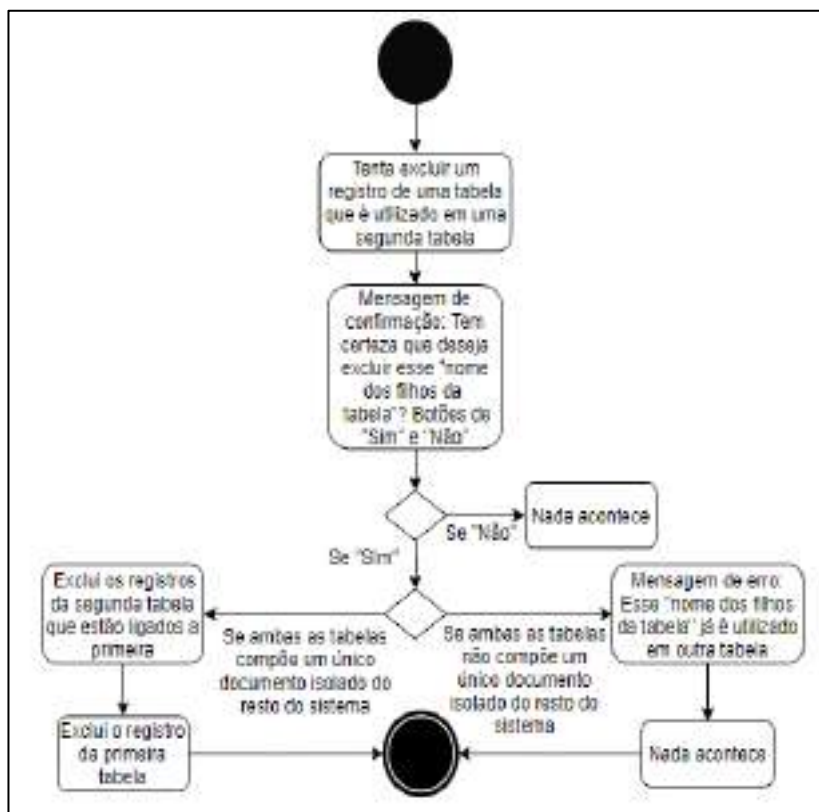 Tenta excluir um
registro de uma tabela
que é utilizado em uma
segunda tabela
Mensagem de
confirmação: Tem
certeza que deseja
excluir esse "nome
dos filhos da
tabela"? Botões de
"Sim" e "Não"
Se "Não"
Nada acontece
Se "Sim"
Exclui os registros
da segunda tabela
que estão ligados a
primeira
Se ambas as tabelas
compõe um único
documento isolado do
resto do sistema
Se ambas as tabelas
não compõe um
único documento
isolado do resto do
sistema
Mensagem de erro:
Esse "nome dos filhos
da tabela" já é utilizado
em outra tabela
Exclui o registro
da primeira
tabela
Nada acontece